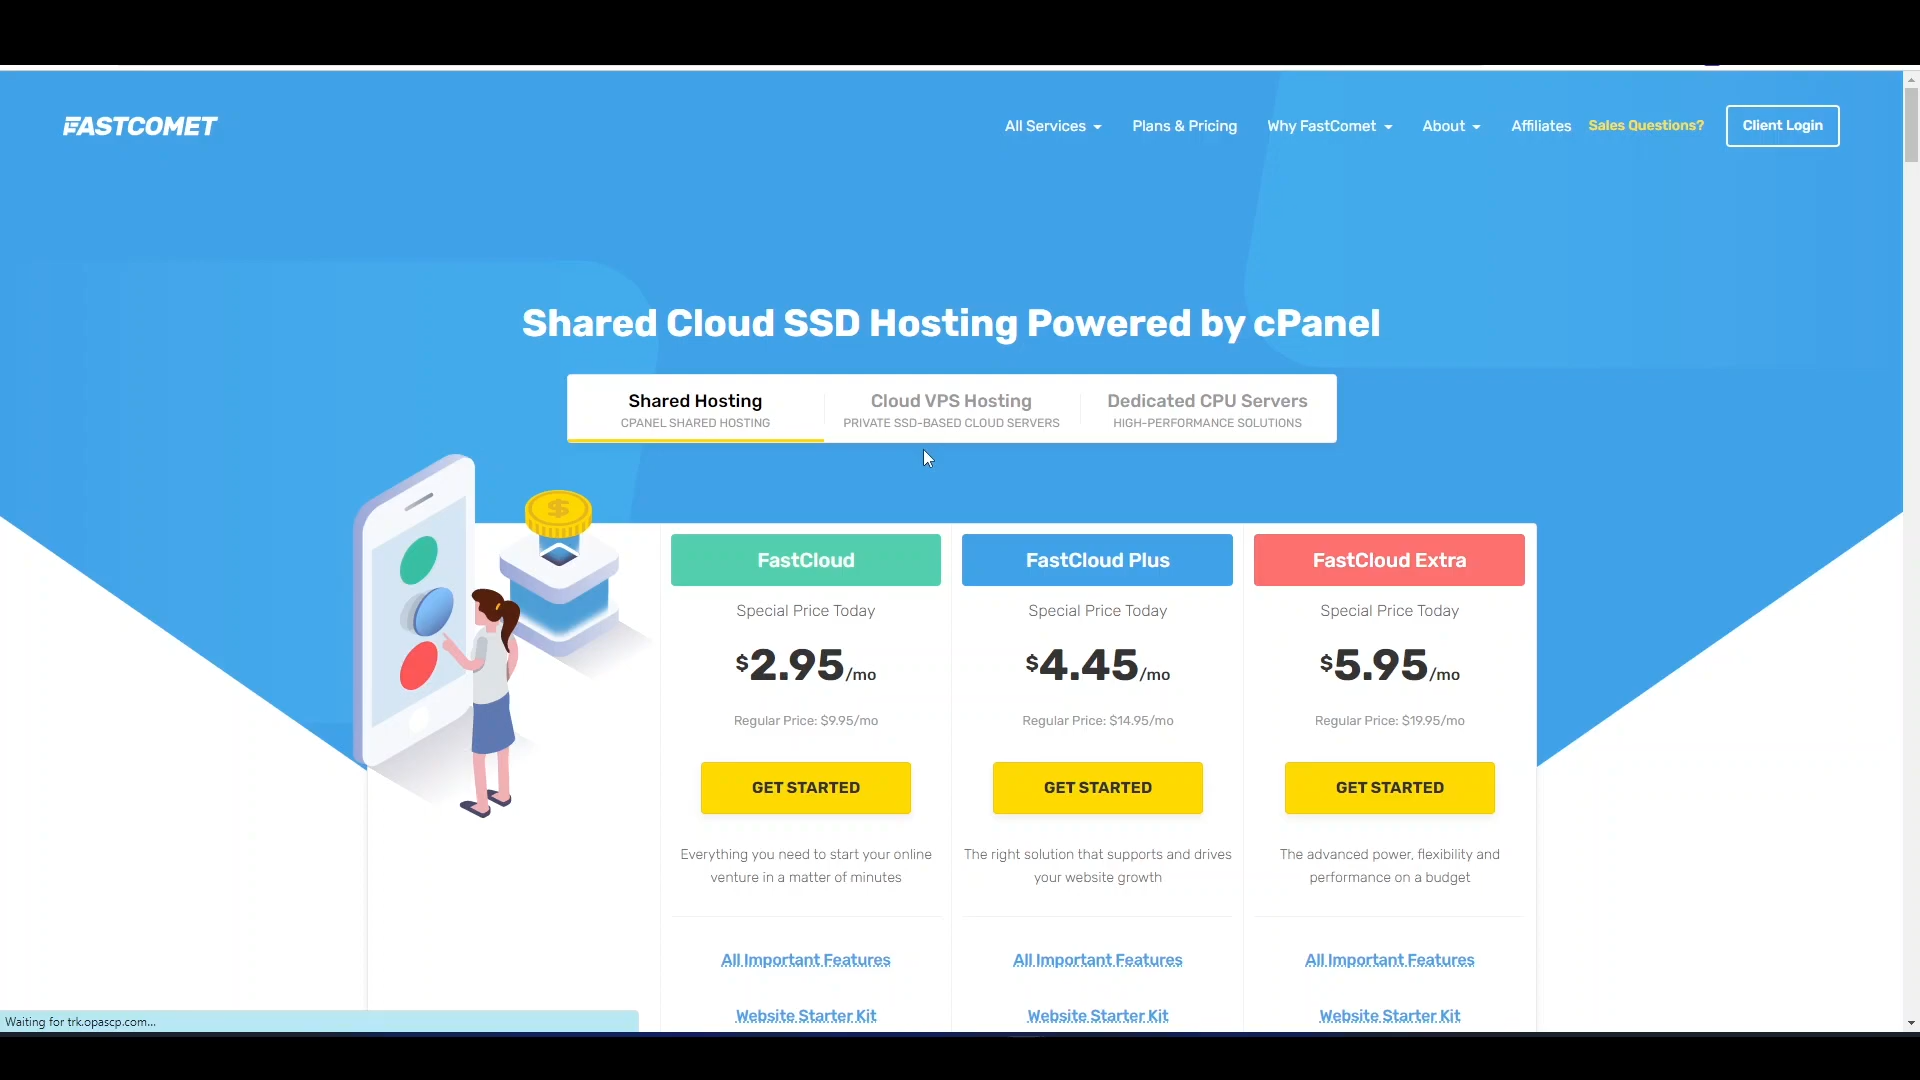 FASTCOMET
All Services
Plans & Pricing
Why FastComet
About
Affiliates
Sales Questions?
Client Login
Shared Cloud SSD Hosting Powered by cPanel
Shared Hosting
CPANEL SHARED HOSTING
Cloud VPS Hosting
PRIVATE SSD-BASED CLOUD SERVERS
Dedicated CPU Servers
HIGH-PERFORMANCE SOLUTIONS
$
FastCloud
Special Price Today
$2.95/mo
Regular Price: $9.95/mo
GET STARTED
Everything you need to start your online
venture in a matter of minutes
All Important Features
Website Starter Kit
FastCloud Plus
Special Price Today
$4.45/mo
Regular Price: $14.95/mo
GET STARTED
The right solution that supports and drives
your website growth
All Important Features
Website Starter Kit
FastCloud Extra
Special Price Today
$5.95/mo
Regular Price: $19.95/mo
GET STARTED
The advanced power, flexibility and
performance on a budget
All Important Features
Website Starter Kit
Waiting for trk.opascp.com...